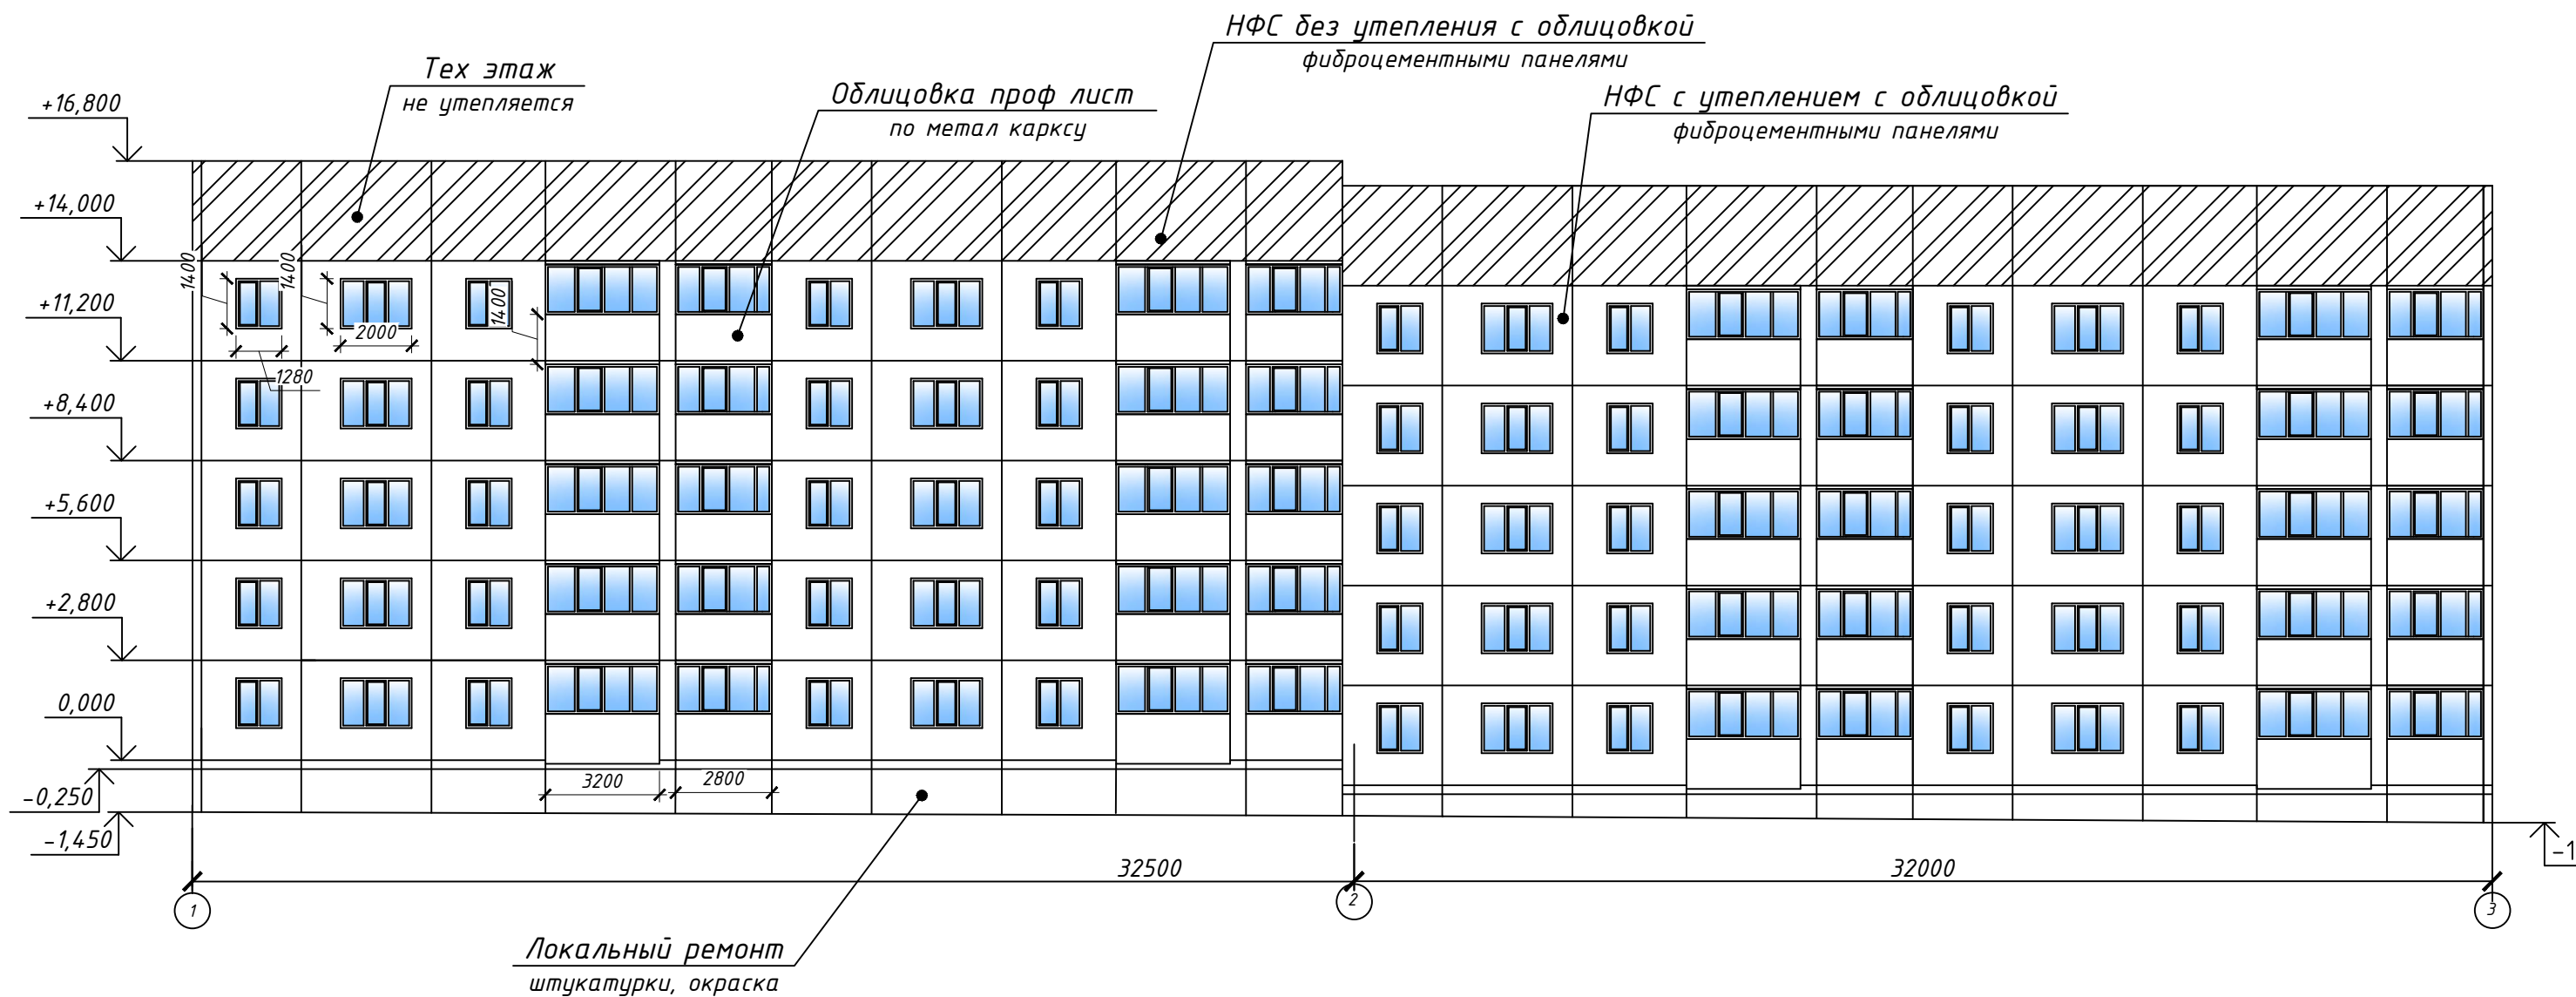 НФС без утепления с облицовкой
фиброцементными панелями
Тех этаж
не утепляется
Облицовка проф лист
по метал карксу
НФС с утеплением с облицовкой
фиброцементными панелями
+16,800
+14,000
+11,200
+8,400
+5,600
+2,800
0,000
-0,250
-1,450
1400
1400
1400
2000
1280
3200
2800
32500
32000
-1
1
2
3
Локальный ремонт
штукатурки, окраска